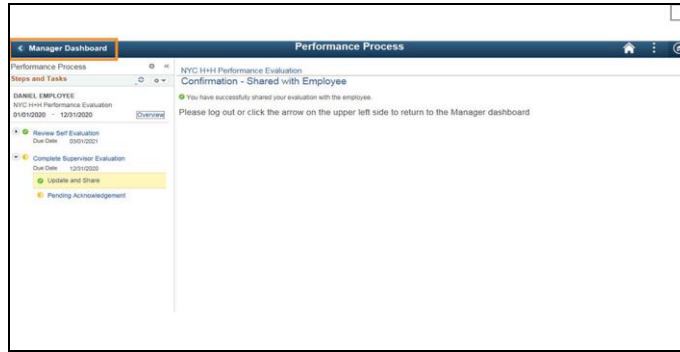 Manager Dashboard
Performance Process
Performance Process
Steps and Tasks
DANIEL EMPLOYEE
NYC H+H Performance Evaluation
01/01/2020 - 12/31/2020 Overview
Review Self Evaluation
Due Date 03/01/2021
Complete Supervisor Evaluation
Due Date 12/31/2020
Update and Share
Pending Acknowledgement
NYC H+H Performance Evaluation
Confirmation - Shared with Employee
You have successfully shared your evaluation with the employee.
Please log out or click the arrow on the upper left side to return to the Manager dashboard